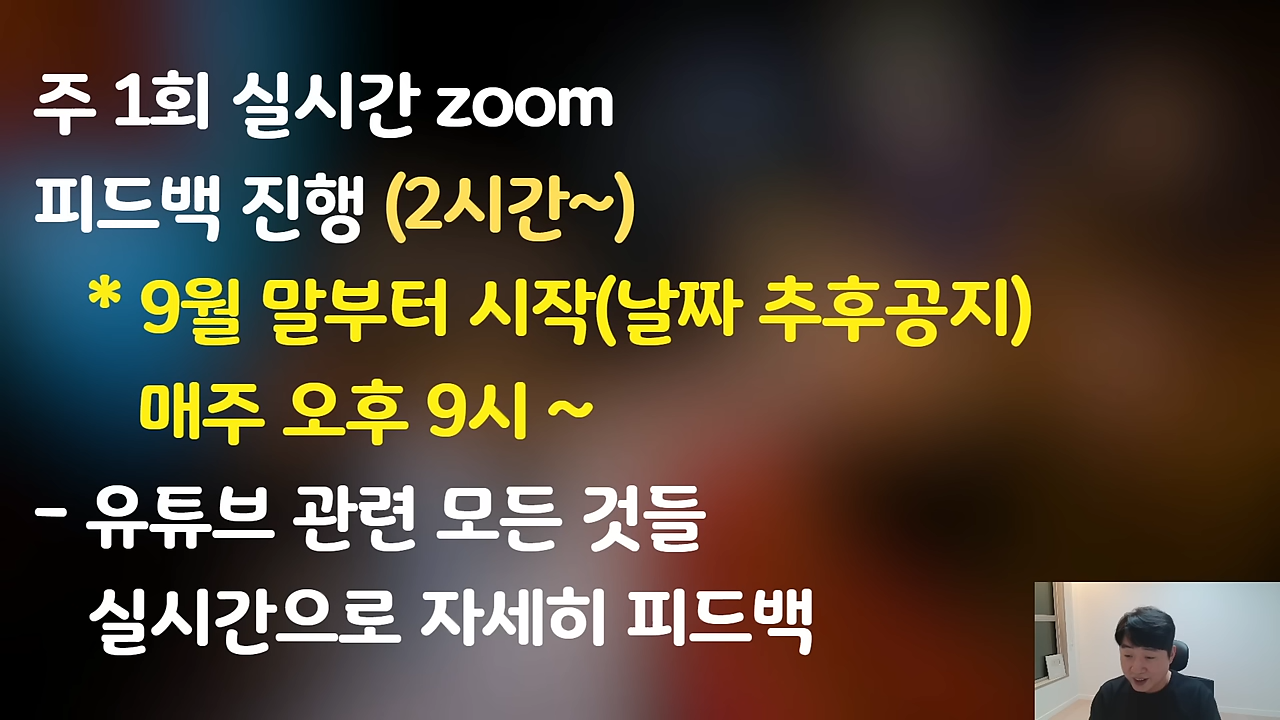 주 1회 실시간 zoom
피드백 진행 (2시간~)
* 9월 말부터 시작(날짜 추후공지)
매주 오후 9시 ~
- 유튜브 관련 모든 것들
실시간으로 자세히 피드백